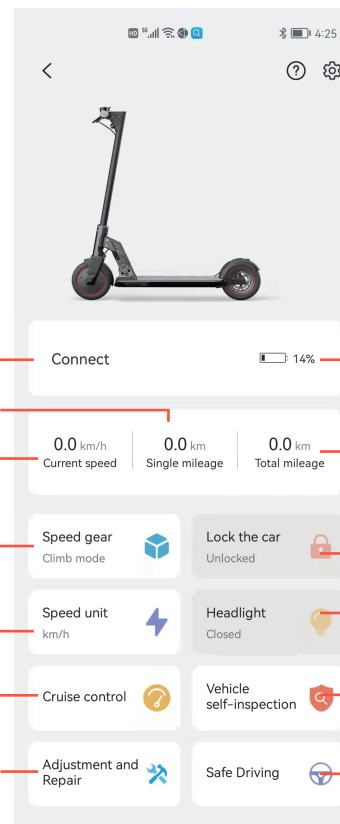 HD 5G 4:25
Connect 14%
0.0 km/h 0.0 km 0.0 km
Current speed Single mileage Total mileage
Speed gear Lock the car
Climb mode Unlocked
Speed unit Headlight
km/h Closed
Cruise control Vehicle
self-inspection
Adjustment and Safe Driving
Repair